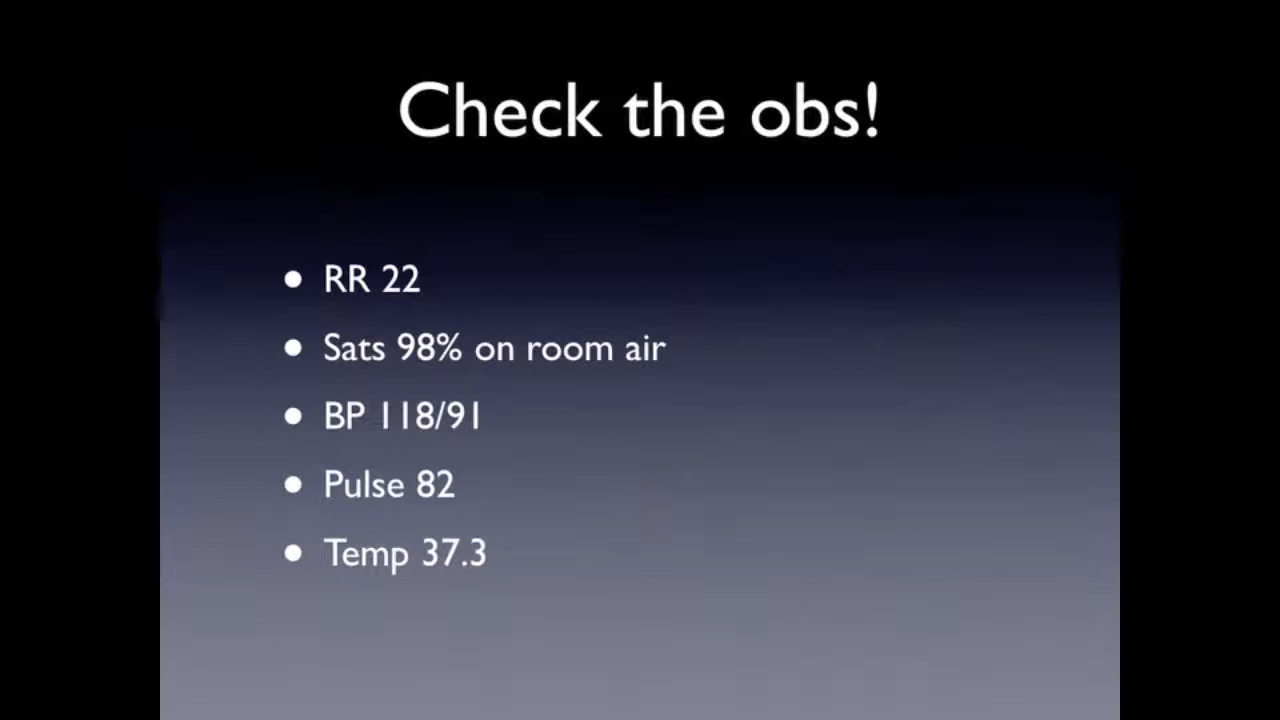 Check the obs!
• RR 22
• Sats 98% on room air
• BP 118/91
• Pulse 82
• Temp 37.3